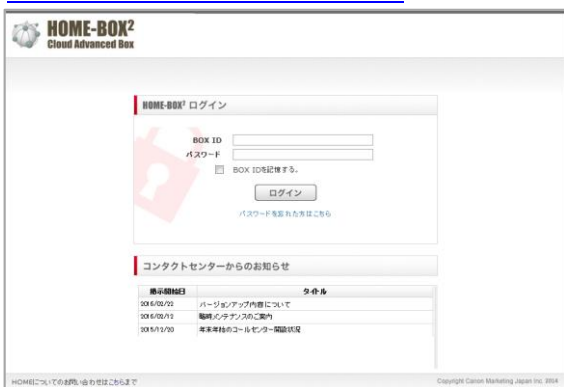 HOME-BOX²
Cloud Advanced Box
HOME-BOX² ログイン
BOX ID
パスワード
BOX IDを記憶する。
ログイン
パスワードを忘れた方はこちら
コンタクトセンターからのお知らせ
掲示開始日 タイトル
2016/02/22 バージョンアップ内容について
2016/02/12 臨時メンテナンスのご案内
2015/12/20 年末年始のコールセンター開設状況
HOMEについてのお問い合わせはこちらまで
Copyright Canon Marketing Japan Inc. 2014